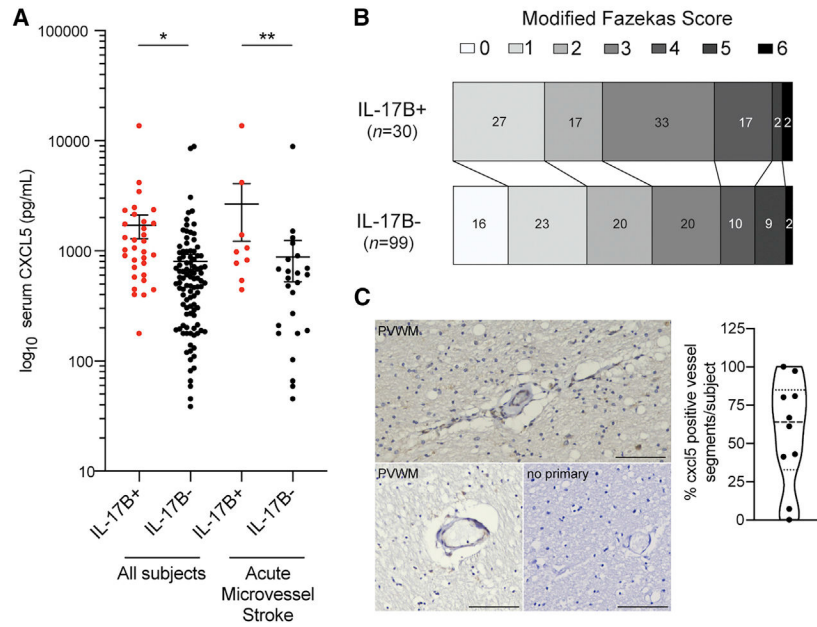 A
log10 serum CXCL5 (pg/mL)
100000
10000
1000
100
10
*
**
IL-17B+
IL-17B-
IL-17B+
IL-17B-
All subjects
Acute
Microvessel
Stroke
B
Modified Fazekas Score
0 1 2 3 4 5 6
IL-17B+
(n=30)
27 17 33 17 2 2
IL-17B-
(n=99)
16 23 20 20 10 9 2
C
PVWM
PVWM
no primary
% cxcl5 positive vessel
segments/subject
125
100
75
50
25
0